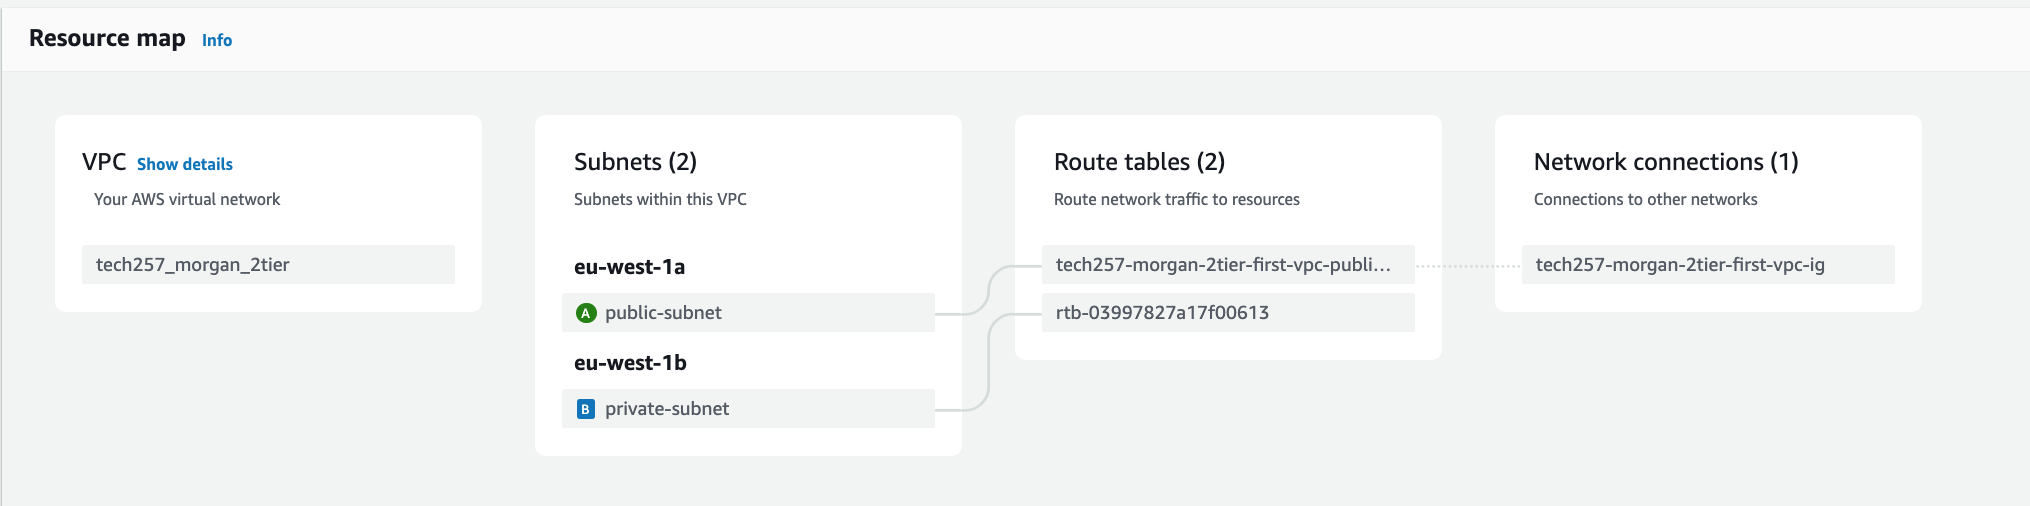 Resource map Info
VPC Show details
Your AWS virtual network
tech257_morgan_2tier
Subnets (2)
Subnets within this VPC
eu-west-1a
A public-subnet
eu-west-1b
B private-subnet
Route tables (2)
Route network traffic to resources
tech257-morgan-2tier-first-vpc-publi...
rtb-03997827a17f00613
Network connections (1)
Connections to other networks
tech257-morgan-2tier-first-vpc-ig